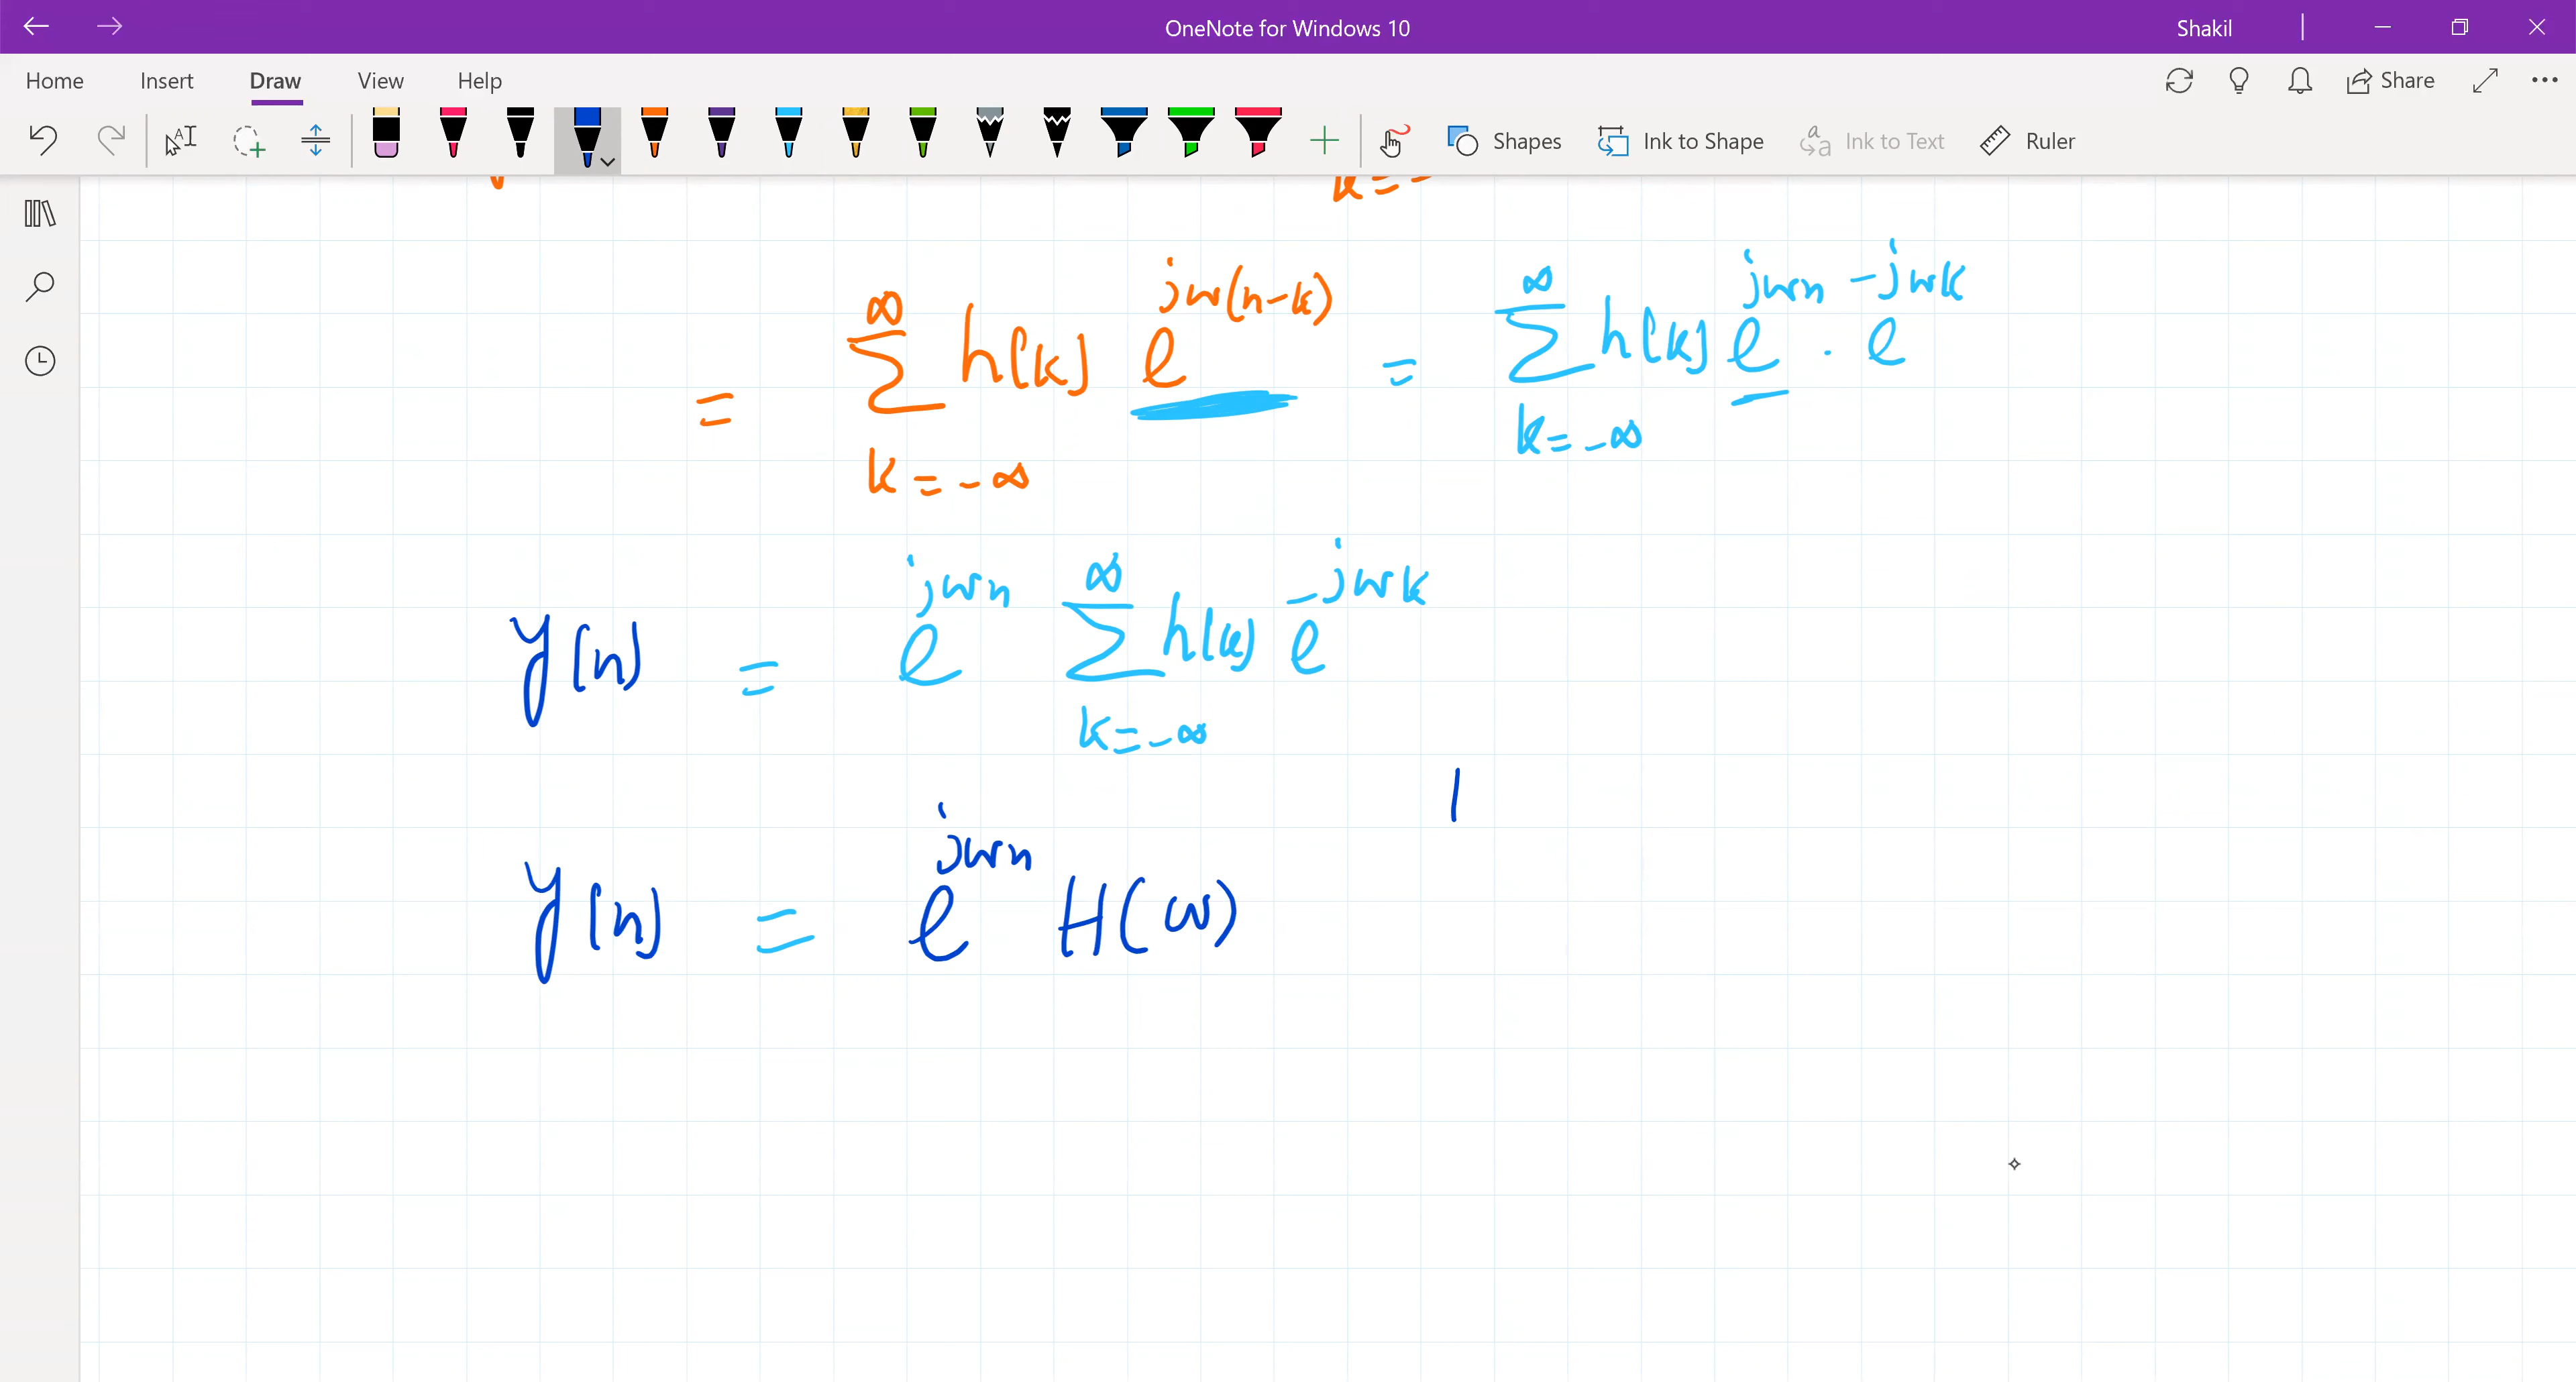 OneNote for Windows 10 Shakil
Home Insert Draw View Help Share
Shapes Ink to Shape Ink to Text Ruler
k = -
= ∞ ∑ k = -∞ h[k] e^{jω(n-k)} = ∞ ∑ k = -∞ h[k] e^{jωn} · e^{-jωk}
y[n] = e^{jωn} ∞ ∑ k = -∞ h[k] e^{-jωk}
y[n] = e^{jωn} H(ω)